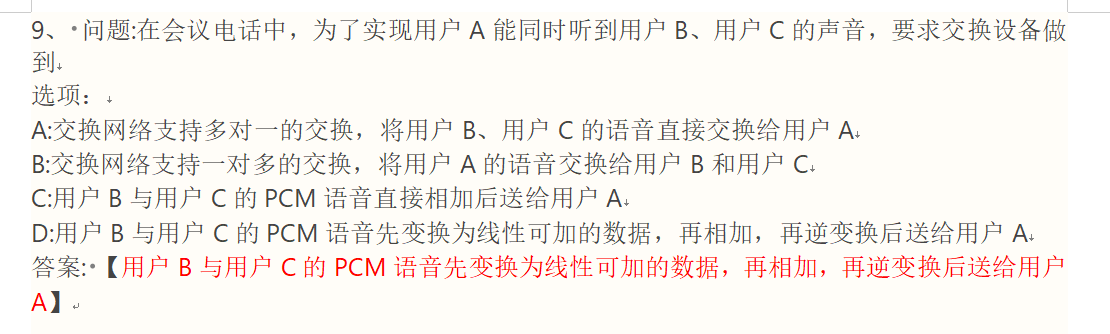 9、 问题:在会议电话中，为了实现用户 A 能同时听到用户 B、用户 C 的声音，要求交换设备做
到
选项：
A:交换网络支持多对一的交换，将用户 B、用户 C 的语音直接交换给用户 A
B:交换网络支持一对多的交换，将用户 A 的语音交换给用户 B 和用户 C
C:用户 B 与用户 C 的 PCM 语音直接相加后送给用户 A
D:用户 B 与用户 C 的 PCM 语音先变换为线性可加的数据，再相加，再逆变换后送给用户 A
答案: 【用户 B 与用户 C 的 PCM 语音先变换为线性可加的数据，再相加，再逆变换后送给用户
A】